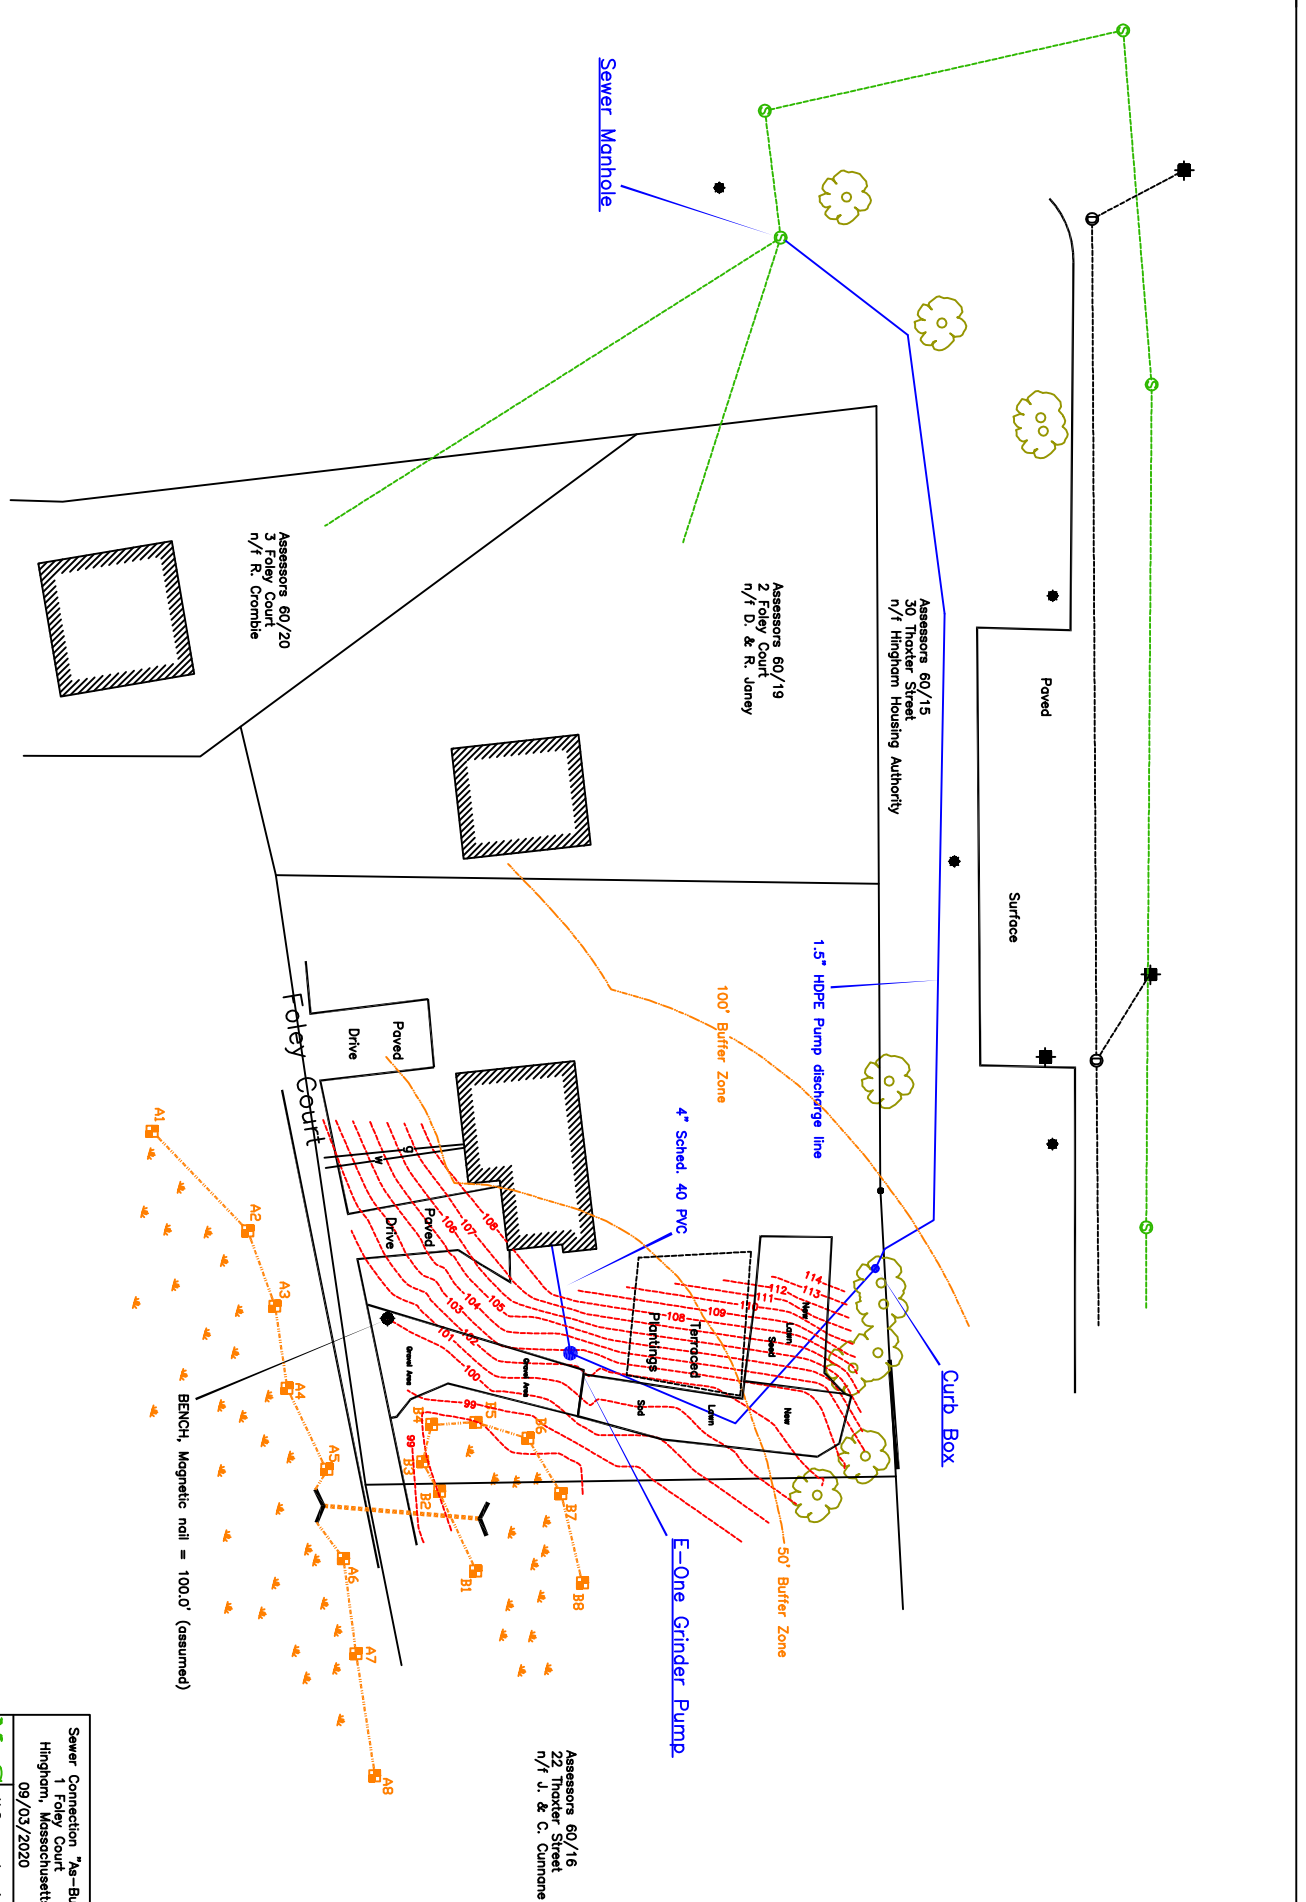 Sewer Manhole
Assessors 60/15
30 Thaxter Street
n/f Hingham Housing Authority
Paved
Surface
Assessors 60/19
2 Foley Court
n/f D. & R. Janey
Assessors 60/20
3 Foley Court
n/f R. Crombie
1.5" HDPE Pump discharge line
100' Buffer Zone
4" Sched. 40 PVC
Foley Court
Paved
Drive
g
w
Paved
Drive
106
107
108
103
104
105
101
102
100
99
99
108
109
110
111
112
113
114
Terraced
Plantings
New
Lawn
Seed
New
Lawn
Sod
Gravel Area
Gravel Area
Curb Box
E-One Grinder Pump
50' Buffer Zone
BENCH, Magnetic nail = 100.0' (assumed)
A1
A2
A3
A4
A5
A6
A7
A8
B1
B2
B3
B4
B5
B6
B7
B8
S
S
S
S
S
S
D
D
Assessors 60/16
22 Thaxter Street
n/f J. & C. Cunnane
Sewer Connection "As-Bu
1 Foley Court
Hingham, Massachusett
09/03/2020